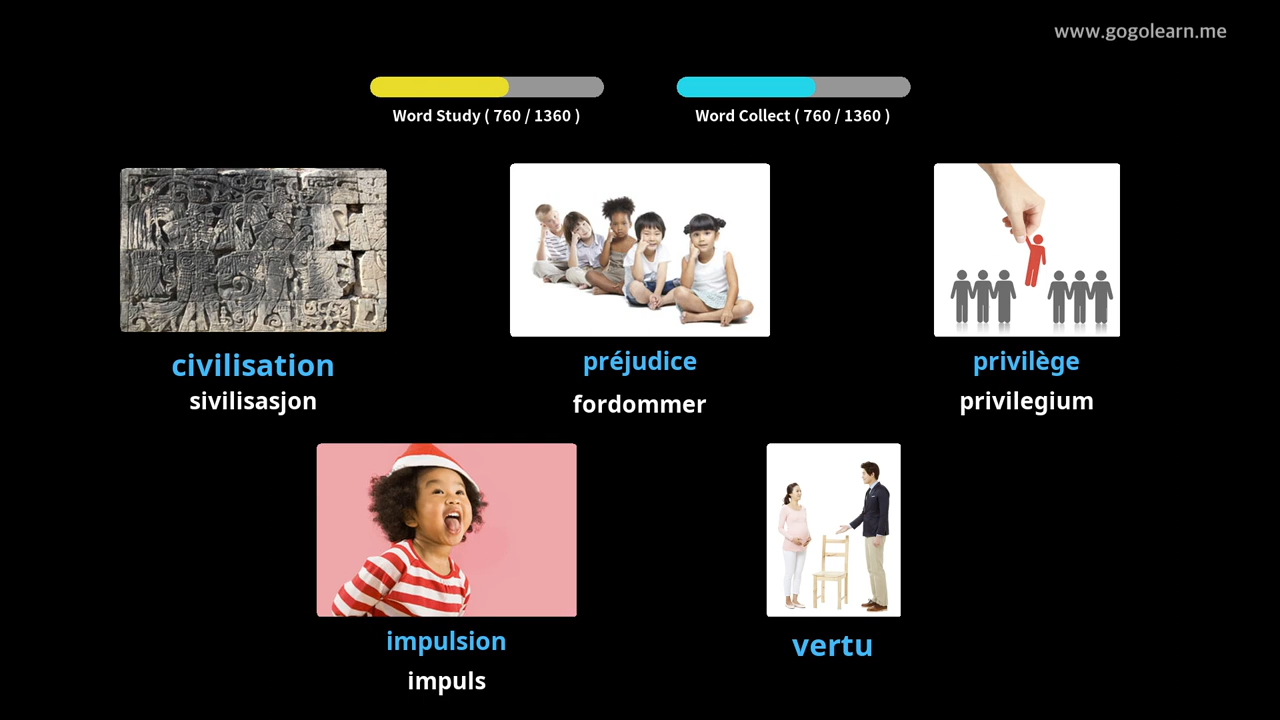 www.gogolearn.me
Word Study ( 760 / 1360 )
Word Collect ( 760 / 1360 )
civilisation
sivilisasjon
préjudice
fordommer
privilège
privilegium
impulsion
impuls
vertu